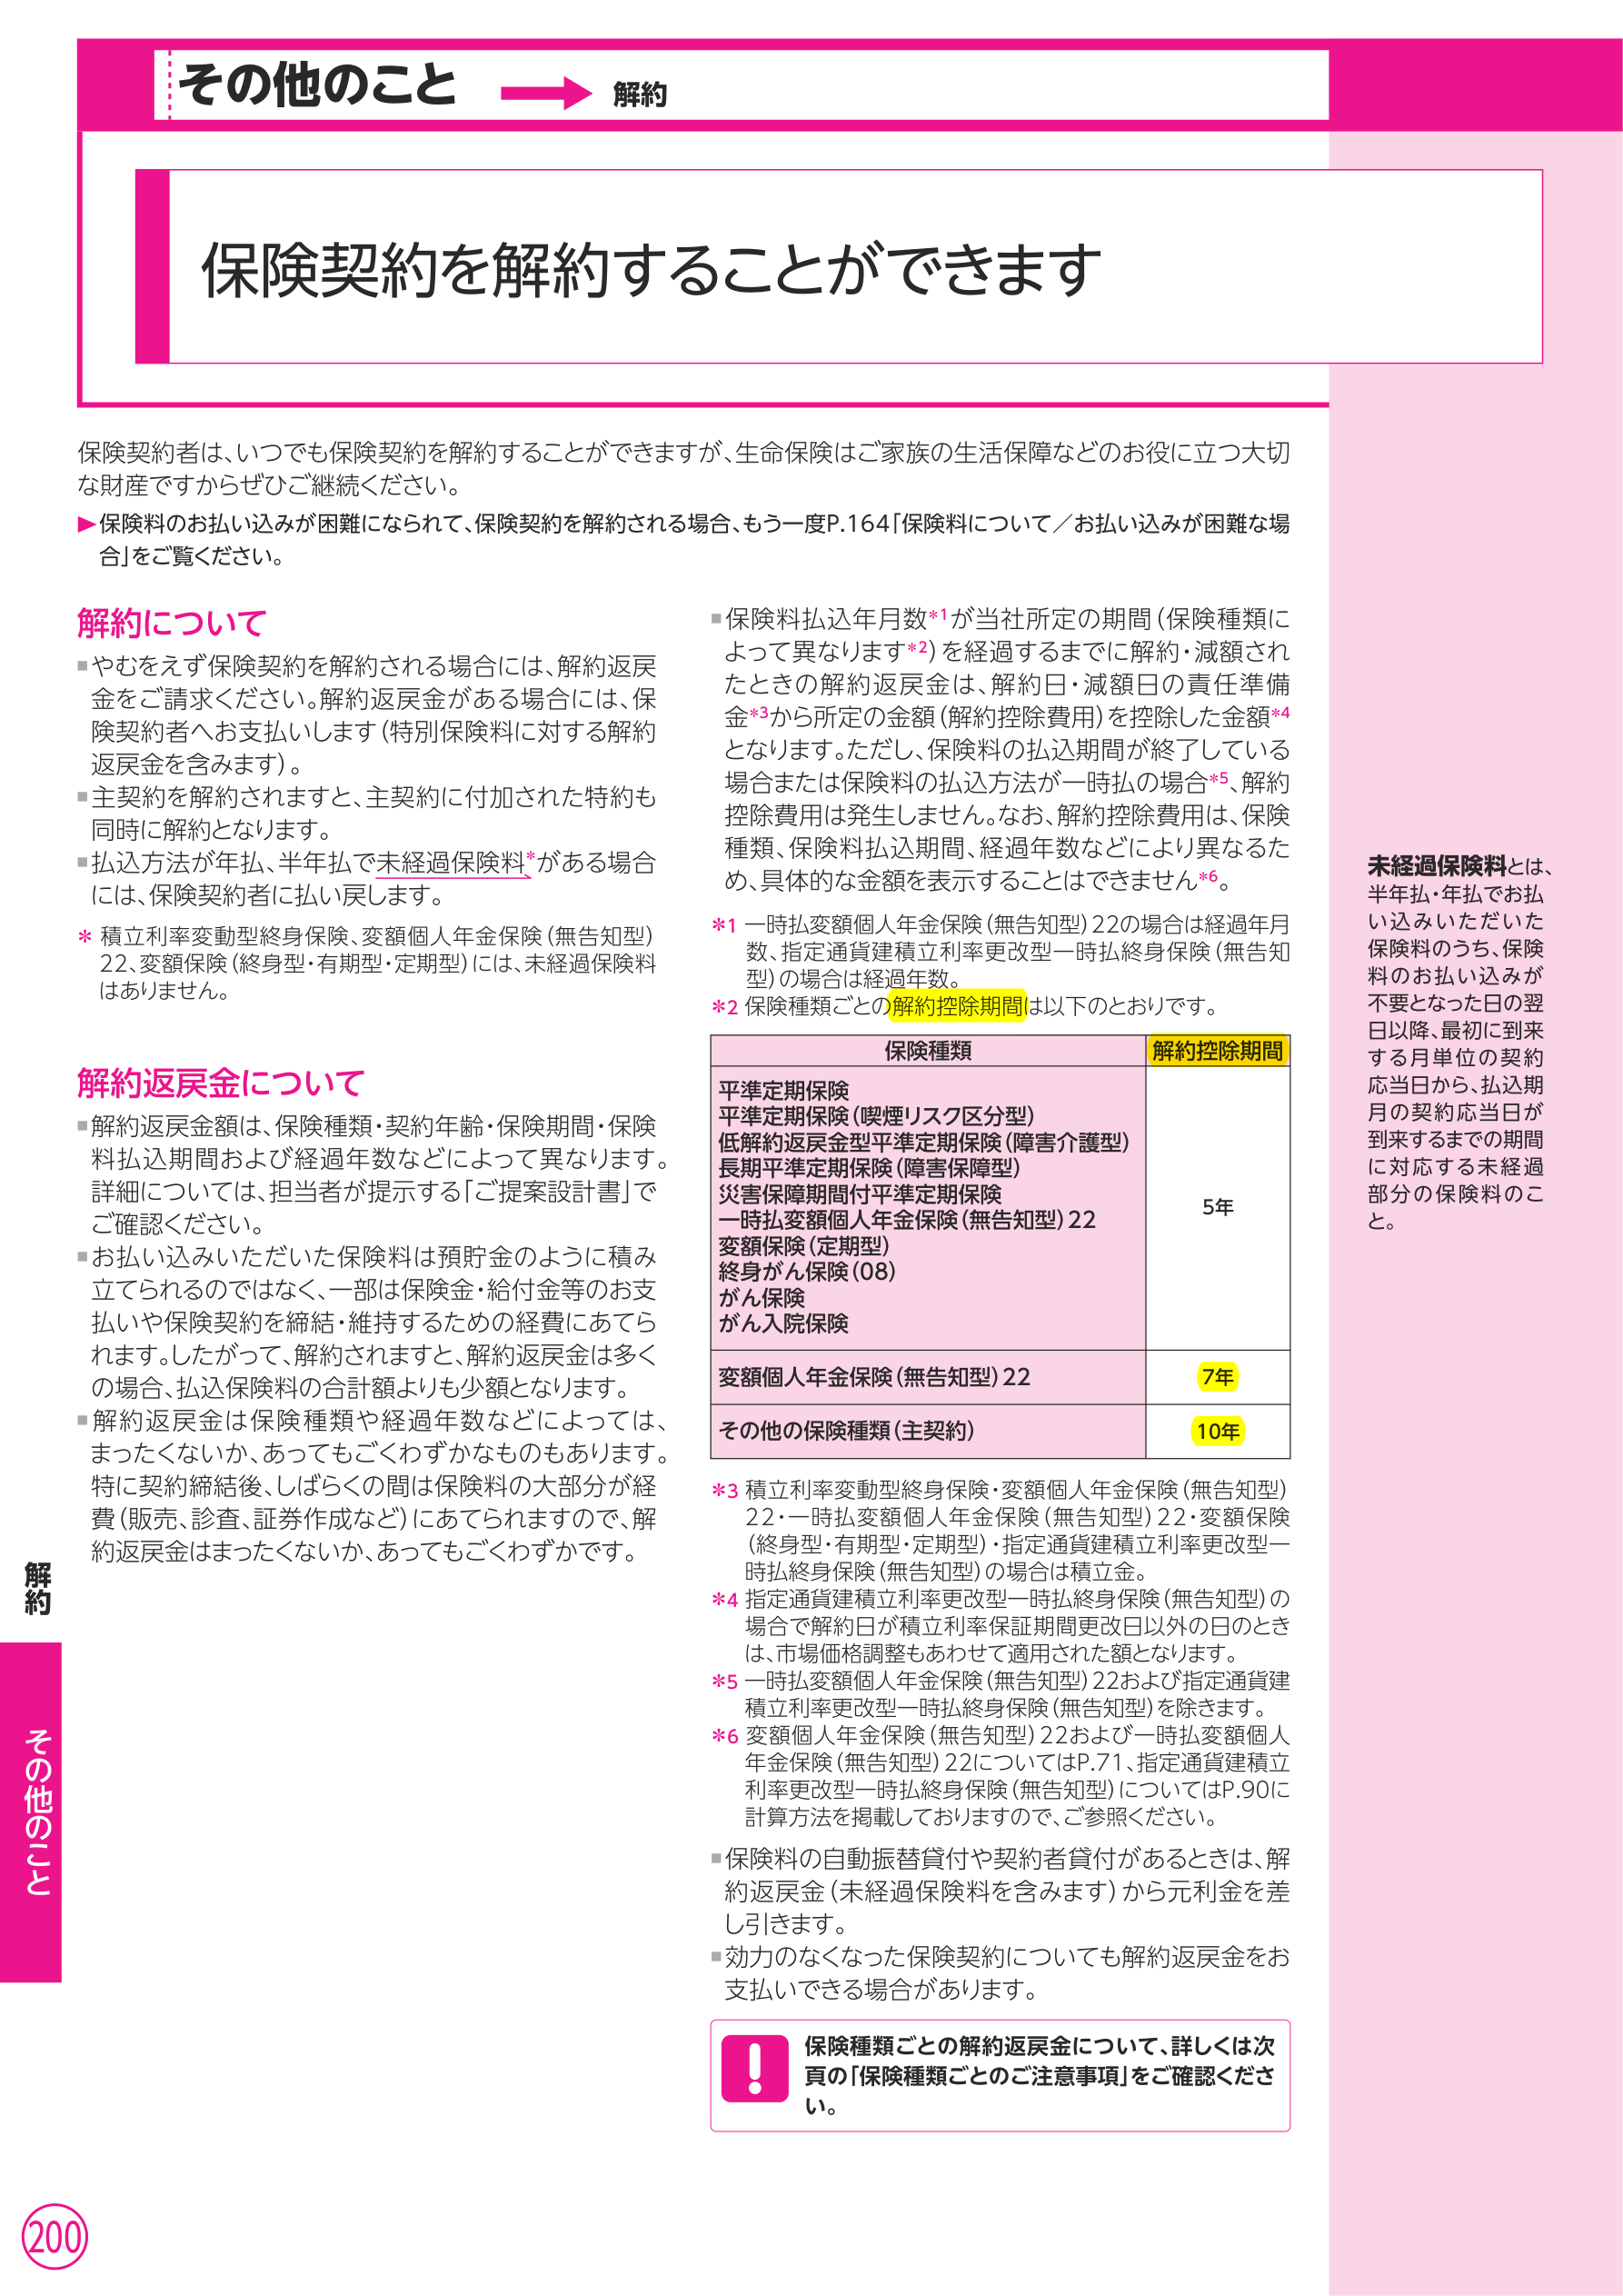 その他のこと → 解約
保険契約を解約することができます
保険契約者は、いつでも保険契約を解約することができますが、生命保険はご家族の生活保障などのお役に立つ大切
な財産ですからぜひご継続ください。
▶保険料のお払い込みが困難になられて、保険契約を解約される場合、もう一度P.164「保険料について／お払い込みが困難な場
合」をご覧ください。
解約について
■やむをえず保険契約を解約される場合には、解約返戻
金をご請求ください。解約返戻金がある場合には、保
険契約者へお支払いします（特別保険料に対する解約
返戻金を含みます）。
■主契約を解約されますと、主契約に付加された特約も
同時に解約となります。
■払込方法が年払、半年払で未経過保険料*がある場合
には、保険契約者に払い戻します。
* 積立利率変動型終身保険、変額個人年金保険（無告知型）
22、変額保険（終身型・有期型・定期型）には、未経過保険料
はありません。
解約返戻金について
■解約返戻金額は、保険種類・契約年齢・保険期間・保険
料払込期間および経過年数などによって異なります。
詳細については、担当者が提示する「ご提案設計書」で
ご確認ください。
■お払い込みいただいた保険料は預貯金のように積み
立てられるのではなく、一部は保険金・給付金等のお支
払いや保険契約を締結・維持するための経費にあてら
れます。したがって、解約されますと、解約返戻金は多く
の場合、払込保険料の合計額よりも少額となります。
■解約返戻金は保険種類や経過年数などによっては、
まったくないか、あってもごくわずかなものもあります。
特に契約締結後、しばらくの間は保険料の大部分が経
費（販売、診査、証券作成など）にあてられますので、解
約返戻金はまったくないか、あってもごくわずかです。
■保険料払込年月数*1が当社所定の期間（保険種類に
よって異なります*2）を経過するまでに解約・減額され
たときの解約返戻金は、解約日・減額日の責任準備
金*3から所定の金額（解約控除費用）を控除した金額*4
となります。ただし、保険料の払込期間が終了している
場合または保険料の払込方法が一時払の場合*5、解約
控除費用は発生しません。なお、解約控除費用は、保険
種類、保険料払込期間、経過年数などにより異なるた
め、具体的な金額を表示することはできません*6。
*1 一時払変額個人年金保険（無告知型）22の場合は経過年月
数、指定通貨建積立利率更改型一時払終身保険（無告知
型）の場合は経過年数。
*2 保険種類ごとの解約控除期間は以下のとおりです。
保険種類 解約控除期間
平準定期保険
平準定期保険（喫煙リスク区分型）
低解約返戻金型平準定期保険（障害介護型）
長期平準定期保険（障害保障型）
災害保障期間付平準定期保険
一時払変額個人年金保険（無告知型）22
変額保険（定期型）
終身がん保険（08）
がん保険
がん入院保険
5年
変額個人年金保険（無告知型）22 7年
その他の保険種類（主契約） 10年
*3 積立利率変動型終身保険・変額個人年金保険（無告知型）
22・一時払変額個人年金保険（無告知型）22・変額保険
（終身型・有期型・定期型）・指定通貨建積立利率更改型一
時払終身保険（無告知型）の場合は積立金。
*4 指定通貨建積立利率更改型一時払終身保険（無告知型）の
場合で解約日が積立利率保証期間更改日以外の日のとき
は、市場価格調整もあわせて適用された額となります。
*5 一時払変額個人年金保険（無告知型）22および指定通貨建
積立利率更改型一時払終身保険（無告知型）を除きます。
*6 変額個人年金保険（無告知型）22および一時払変額個人
年金保険（無告知型）22についてはP.71、指定通貨建積立
利率更改型一時払終身保険（無告知型）についてはP.90に
計算方法を掲載しておりますので、ご参照ください。
■保険料の自動振替貸付や契約者貸付があるときは、解
約返戻金（未経過保険料を含みます）から元利金を差
し引きます。
■効力のなくなった保険契約についても解約返戻金をお
支払いできる場合があります。
保険種類ごとの解約返戻金について、詳しくは次
頁の「保険種類ごとのご注意事項」をご確認くださ
い。
未経過保険料とは、
半年払・年払でお払
い込みいただいた
保険料のうち、保険
料のお払い込みが
不要となった日の翌
日以降、最初に到来
する月単位の契約
応当日から、払込期
月の契約応当日が
到来するまでの期間
に対応する未経過
部分の保険料のこ
と。
解約
その他のこと
200